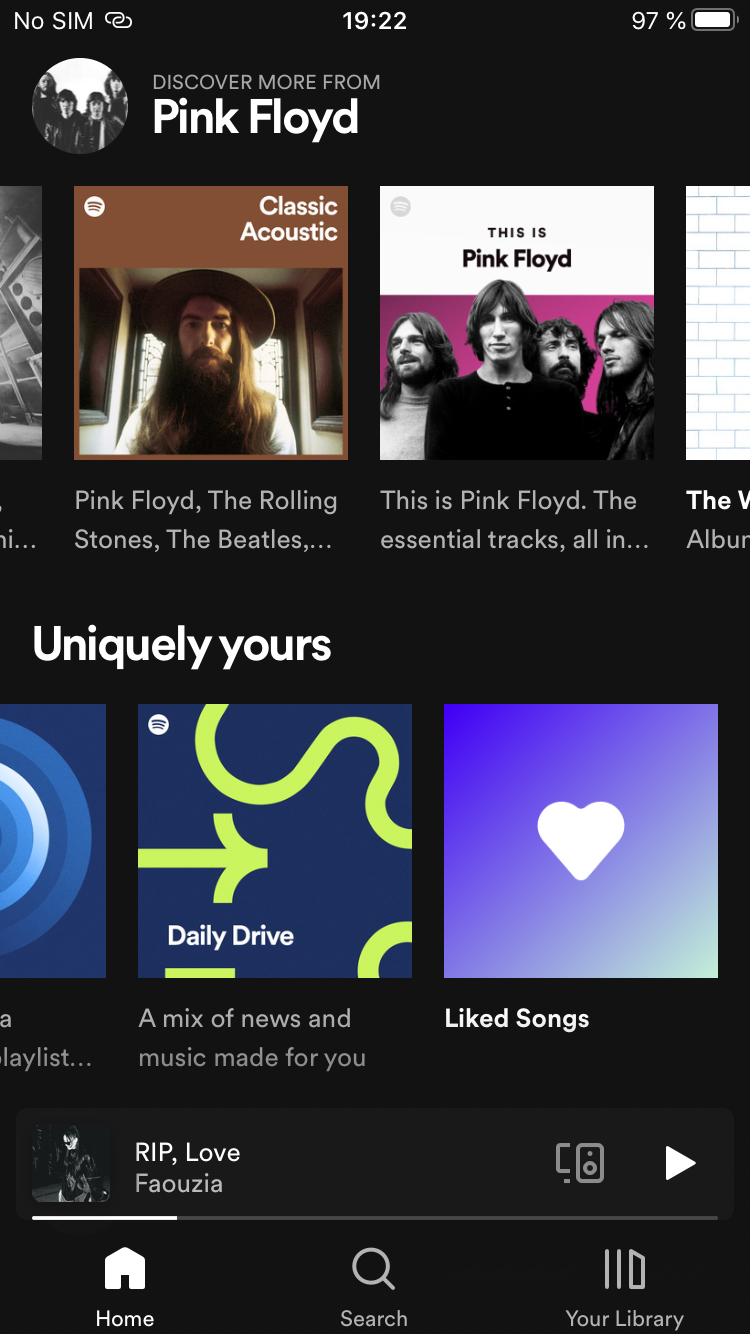 No SIM
19:22
97 %
DISCOVER MORE FROM
Pink Floyd
Classic
Acoustic
THIS IS
Pink Floyd
Pink Floyd, The Rolling
Stones, The Beatles,...
This is Pink Floyd. The
essential tracks, all in...
The W
Albun
Uniquely yours
Daily Drive
a
laylist...
A mix of news and
music made for you
Liked Songs
RIP, Love
Faouzia
Home
Search
Your Library